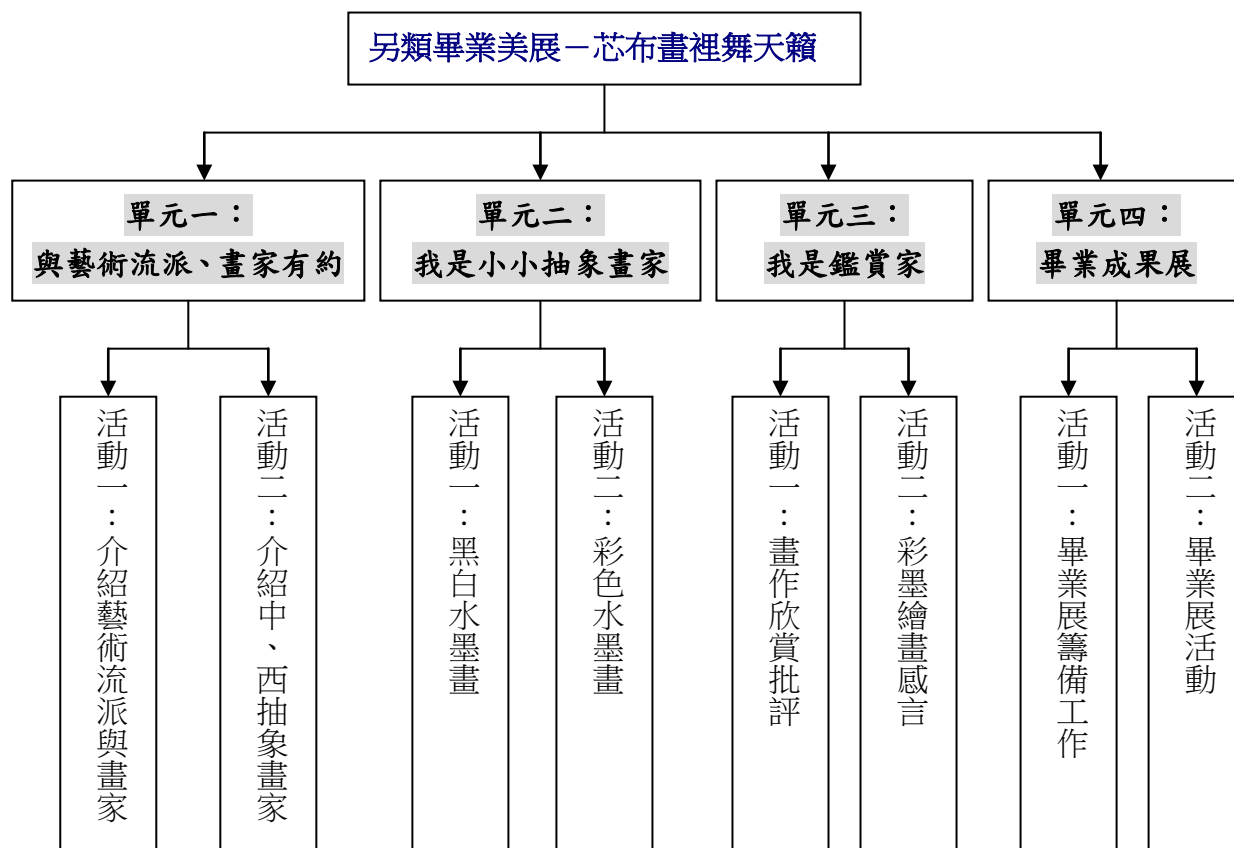 另類畢業美展－芯布畫裡舞天籟
單元一：
與藝術流派、畫家有約
單元二：
我是小小抽象畫家
單元三：
我是鑑賞家
單元四：
畢業成果展
活動一：介紹藝術流派與畫家
活動二：介紹中、西抽象畫家
活動一：黑白水墨畫
活動二：彩色水墨畫
活動一：畫作欣賞批評
活動二：彩墨繪畫感言
活動一：畢業展籌備工作
活動二：畢業展活動